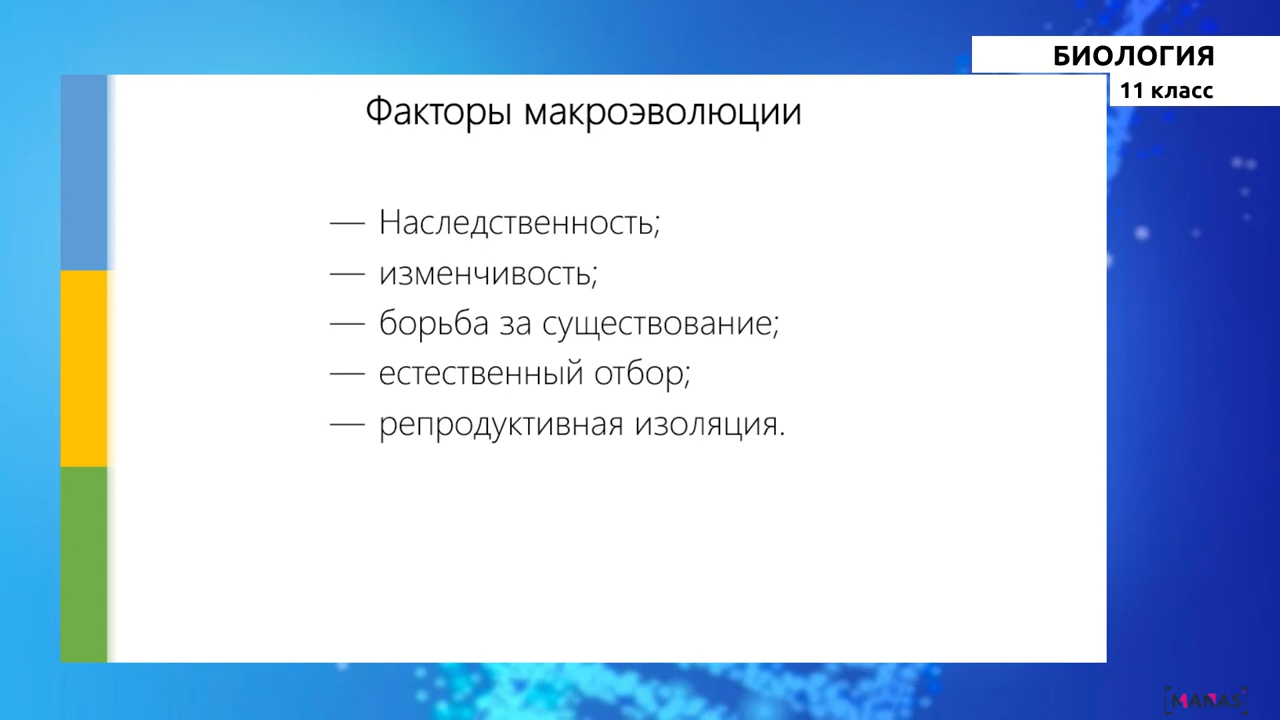 БИОЛОГИЯ
11 класс
Факторы макроэволюции
— Наследственность;
— изменчивость;
— борьба за существование;
— естественный отбор;
— репродуктивная изоляция.
MANAS